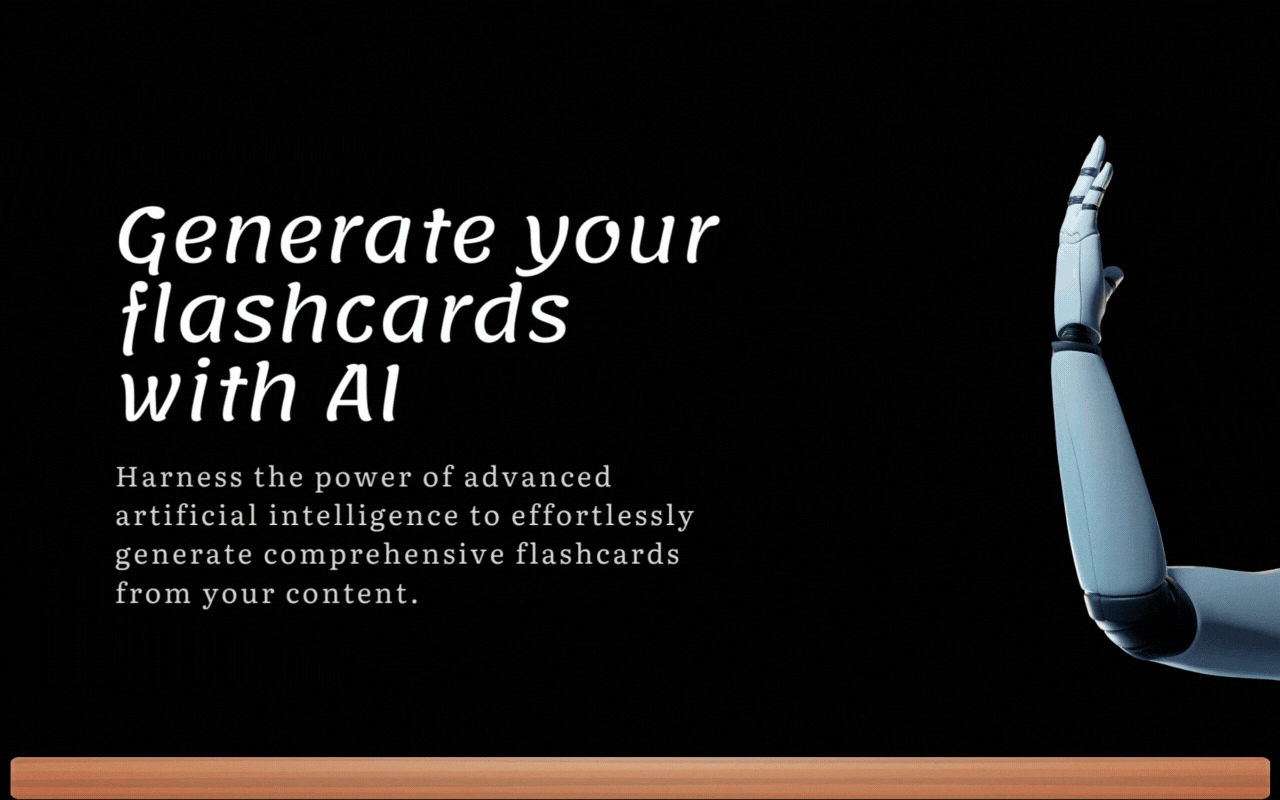 Generate your
flashcards
with AI
Harness the power of advanced
artificial intelligence to effortlessly
generate comprehensive flashcards
from your content.